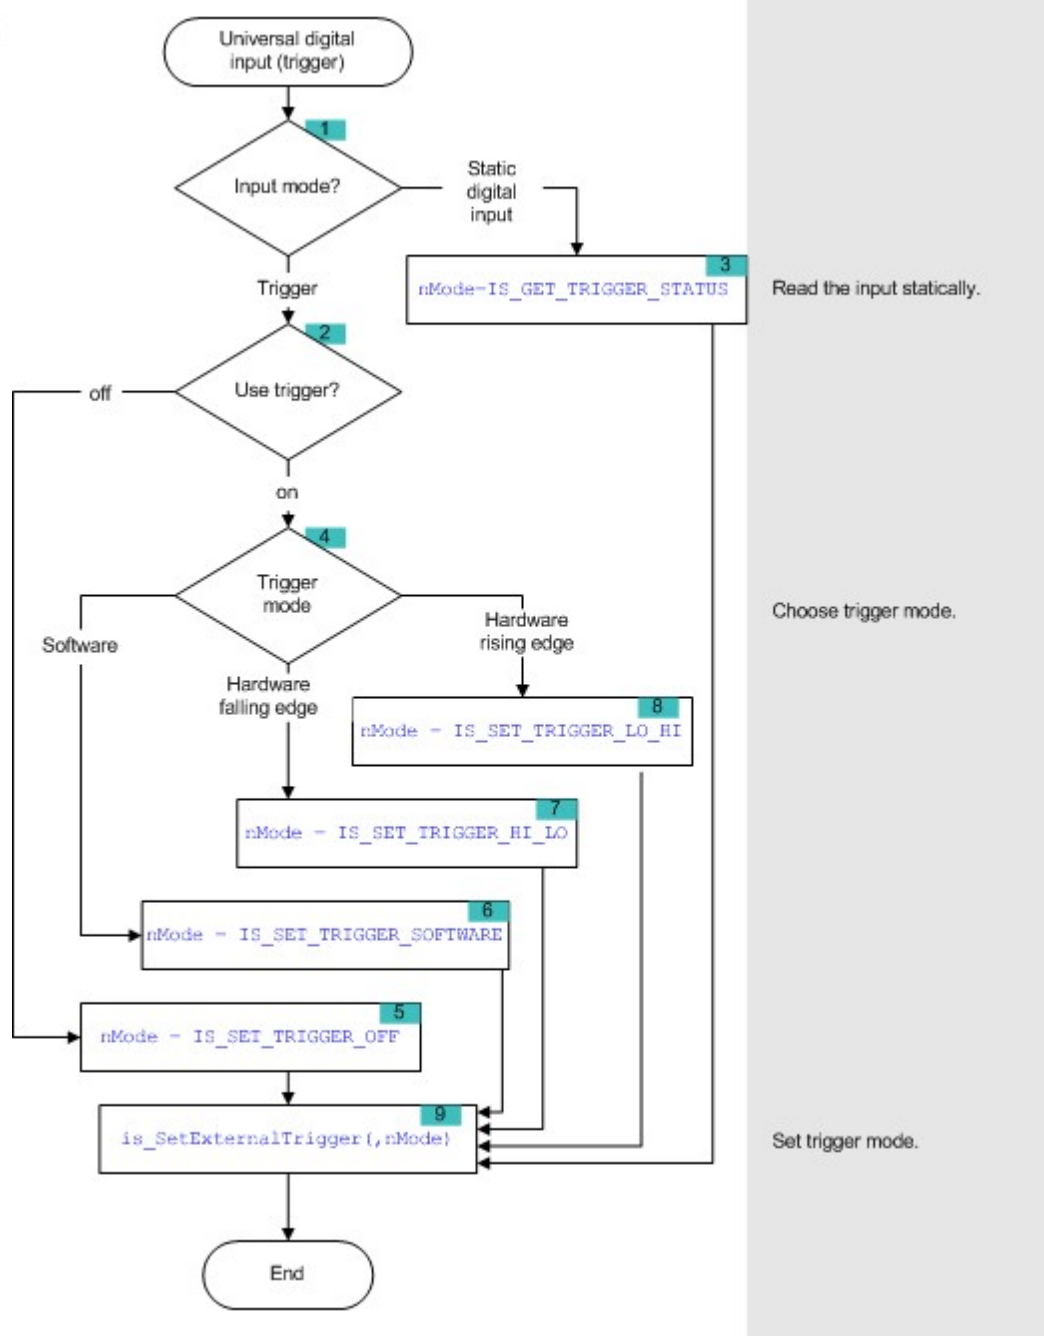 Universal digital
input (trigger)
1
Input mode?
Static
digital
input
3
nMode=IS_GET_TRIGGER_STATUS
Read the input statically.
Trigger
2
Use trigger?
off
on
4
Trigger
mode
Choose trigger mode.
Software
Hardware
rising edge
Hardware
falling edge
8
nMode = IS_SET_TRIGGER_LO_HI
7
nMode = IS_SET_TRIGGER_HI_LO
6
nMode = IS_SET_TRIGGER_SOFTWARE
5
nMode = IS_SET_TRIGGER_OFF
9
is_SetExternalTrigger(,nMode)
Set trigger mode.
End